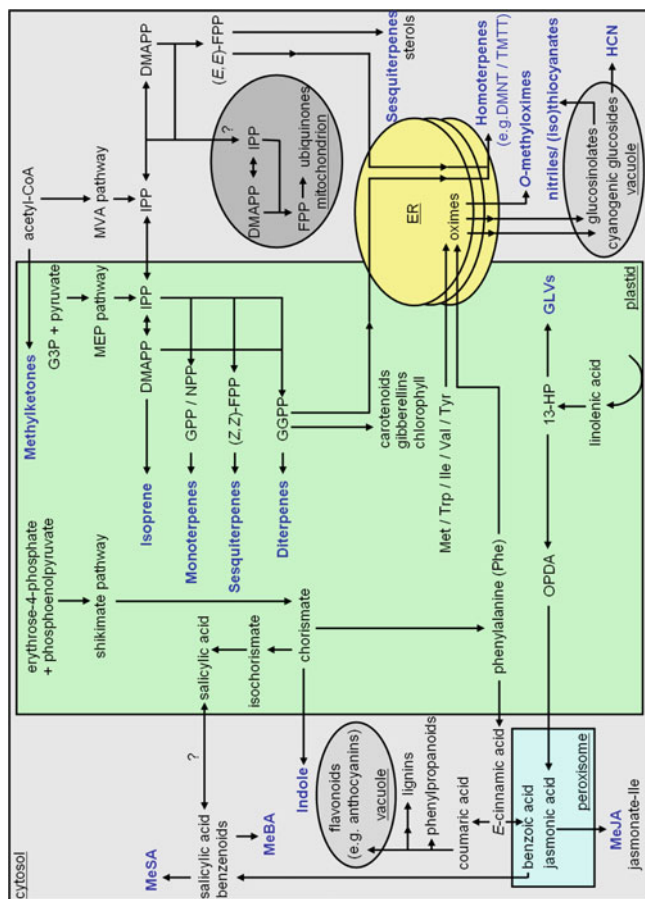 cytosol
MeSA
erythrose-4-phosphate
+ phosphoenolpyruvate
Methylketones
acetyl-CoA
G3P + pyruvate
shikimate pathway
MEP pathway
MVA pathway
IPP
DMAPP
Isoprene
DMAPP
IPP
salicylic acid
benzenoids
?
salicylic acid
Monoterpenes
GPP / NPP
(E,E)-FPP
?
MeBA
isochorismate
Sesquiterpenes
(Z,Z)-FPP
DMAPP
IPP
FPP
ubiquinones
mitochondrion
Indole
chorismate
Diterpenes
GGPP
Sesquiterpenes
sterols
flavonoids
(e.g. anthocyanins)
vacuole
carotenoids
gibberellins
chlorophyll
lignins
phenylpropanoids
ER
oximes
Homoterpenes
(e.g.DMNT / TMTT)
Met / Trp / Ile / Val / Tyr
O-methyloximes
coumaric acid
E-cinnamic acid
phenylalanine (Phe)
nitriles/ (iso)thiocyanates
benzoic acid
jasmonic acid
peroxisome
OPDA
13-HP
GLVs
glucosinolates
cyanogenic glucosides
vacuole
HCN
linolenic acid
MeJA
jasmonate-Ile
plastid